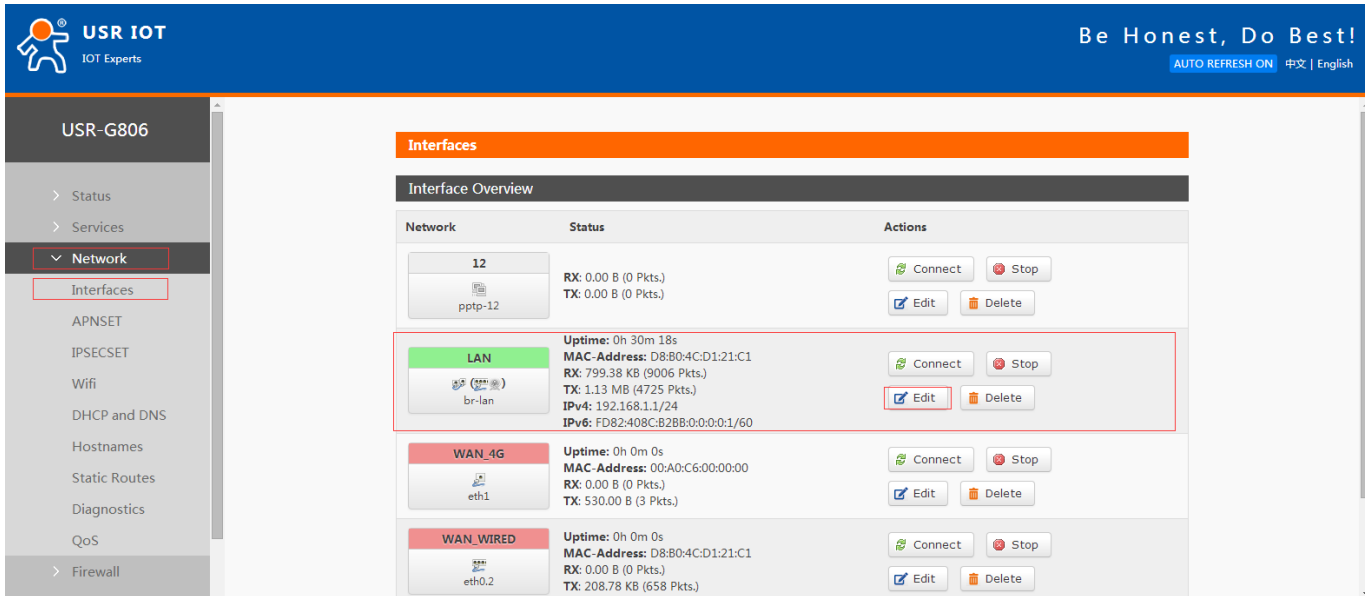 USR IOT
IOT Experts
®
Be Honest, Do Best!
AUTO REFRESH ON 中文 | English
USR-G806
Status
Services
Network
Interfaces
APNSET
IPSECSET
Wifi
DHCP and DNS
Hostnames
Static Routes
Diagnostics
QoS
Firewall
Interfaces
Interface Overview
Network Status Actions
12
pptp-12
RX: 0.00 B (0 Pkts.)
TX: 0.00 B (0 Pkts.)
Connect Stop
Edit Delete
LAN
( )
br-lan
Uptime: 0h 30m 18s
MAC-Address: D8:B0:4C:D1:21:C1
RX: 799.38 KB (9006 Pkts.)
TX: 1.13 MB (4725 Pkts.)
IPv4: 192.168.1.1/24
IPv6: FD82:408C:B2BB:0:0:0:0:1/60
Connect Stop
Edit Delete
WAN_4G
eth1
Uptime: 0h 0m 0s
MAC-Address: 00:A0:C6:00:00:00
RX: 0.00 B (0 Pkts.)
TX: 530.00 B (3 Pkts.)
Connect Stop
Edit Delete
WAN_WIRED
eth0.2
Uptime: 0h 0m 0s
MAC-Address: D8:B0:4C:D1:21:C1
RX: 0.00 B (0 Pkts.)
TX: 208.78 KB (658 Pkts.)
Connect Stop
Edit Delete